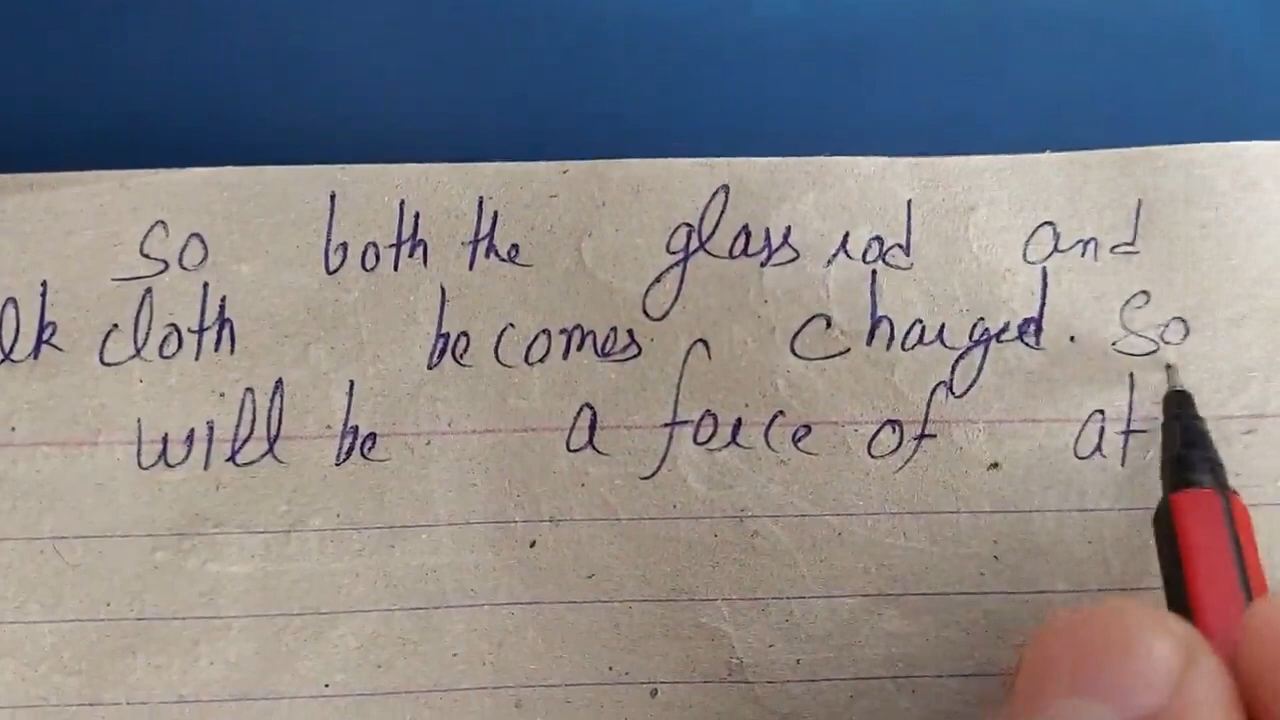 So both the glass rod and
lk cloth becomes charged. So
will be a force of at